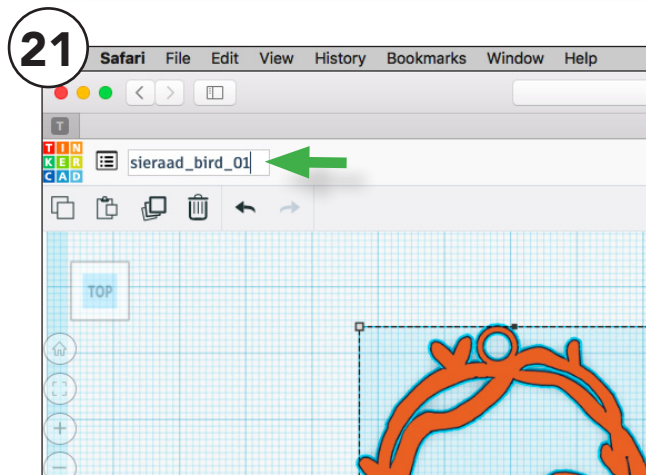 21
Safari File Edit View History Bookmarks Window Help
T
TIN
KER
CAD
sieraad_bird_01
TOP